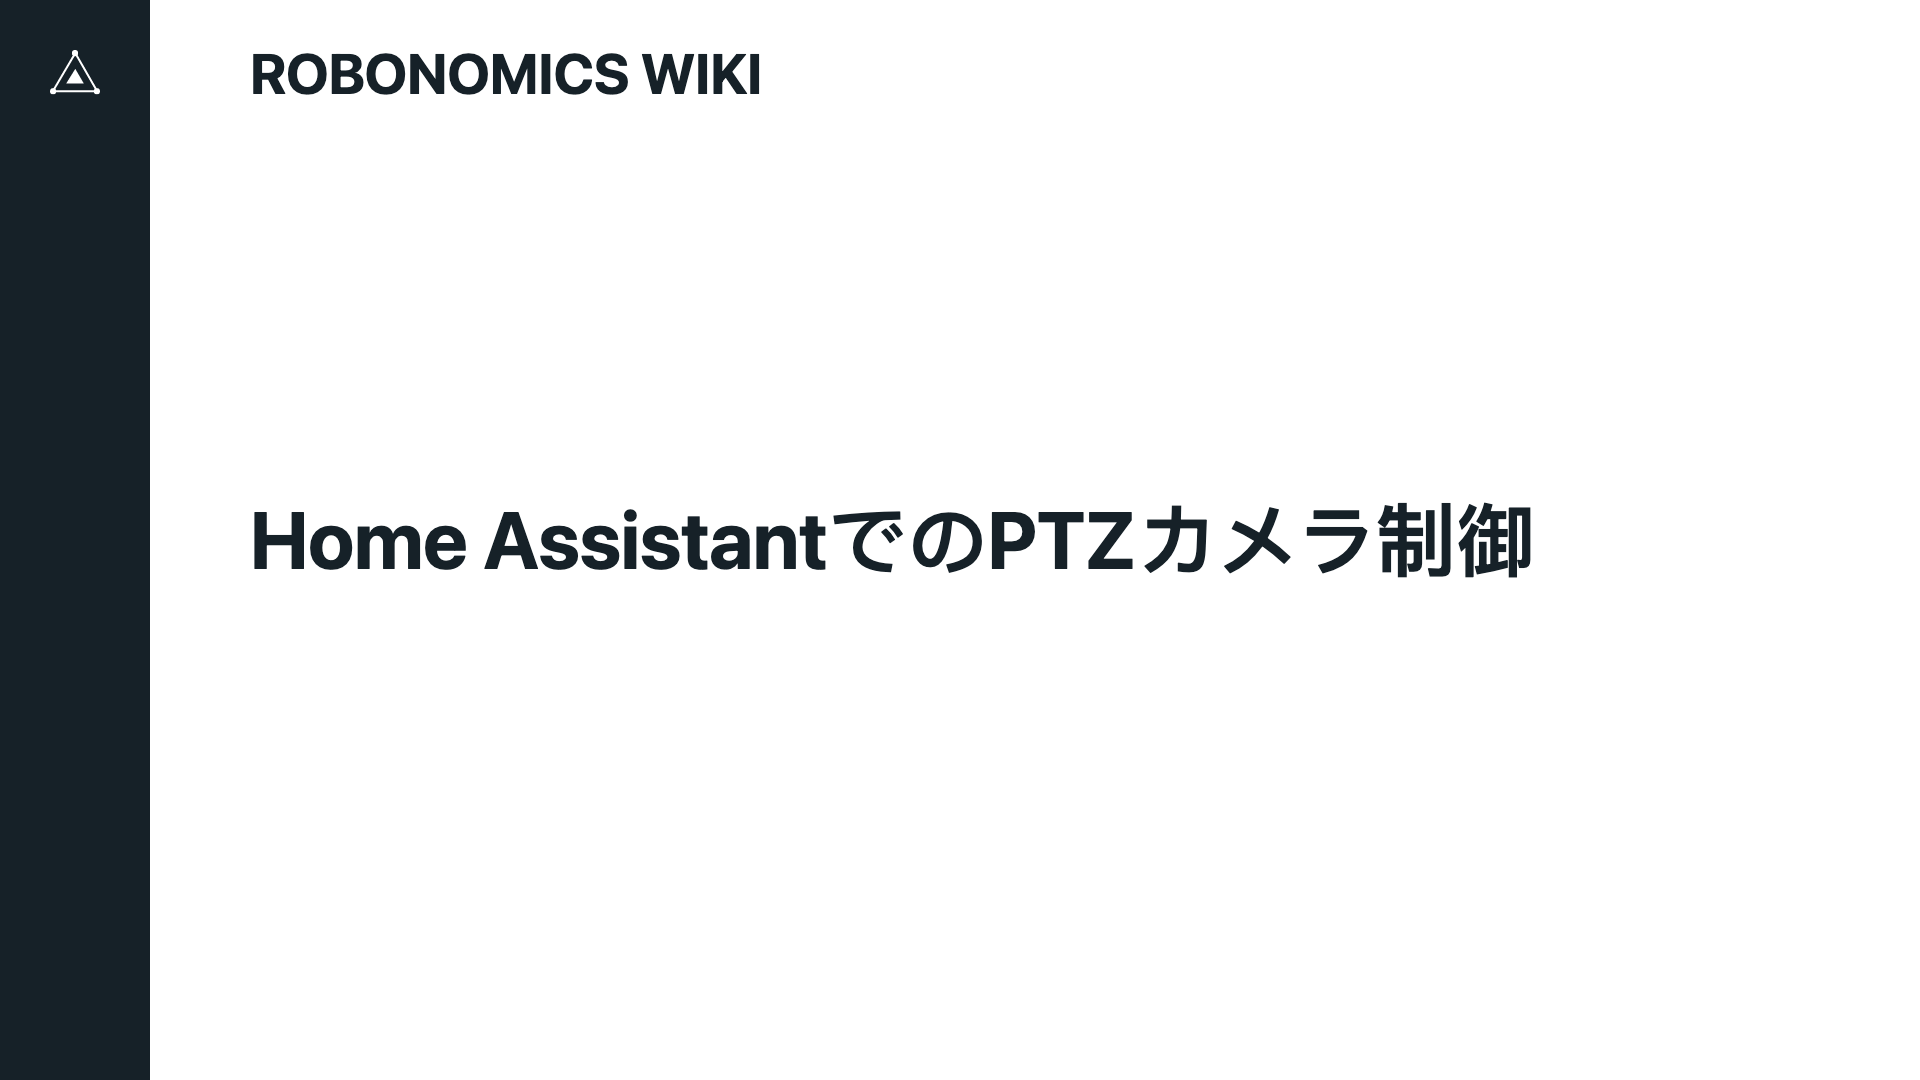 ROBONOMICS WIKI
Home AssistantでのPTZカメラ制御